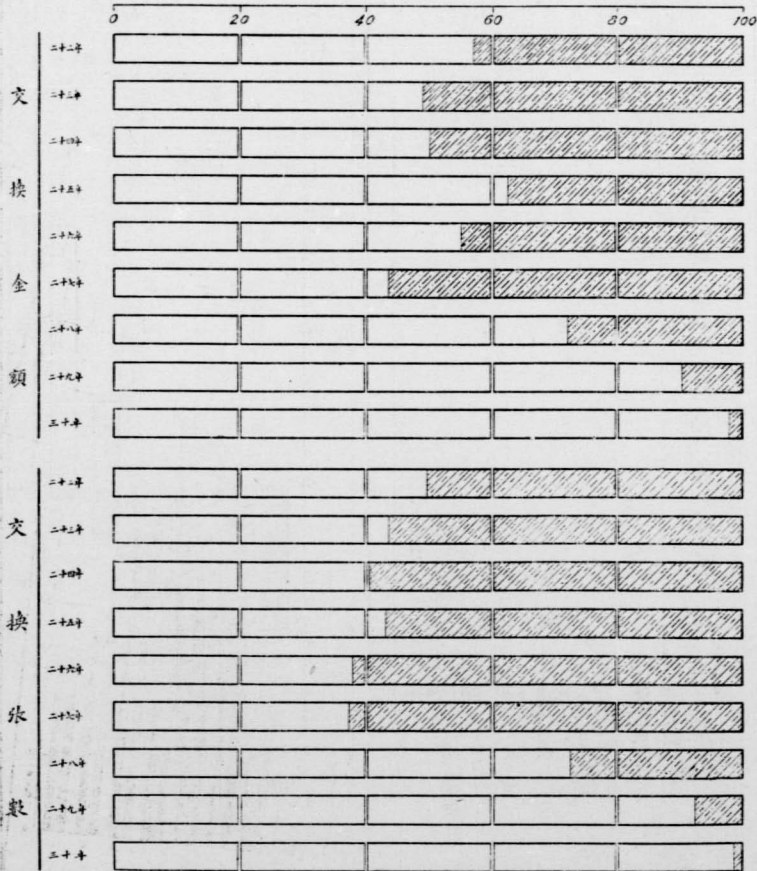 0 20 40 60 80 100
交換金額
二十二年
二十三年
二十四年
二十五年
二十六年
二十七年
二十八年
二十九年
三十年
交換張數
二十二年
二十三年
二十四年
二十五年
二十六年
二十七年
二十八年
二十九年
三十年